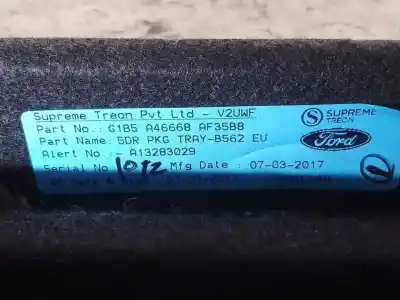 Supreme Treon Pvt Ltd - V2UWF
Part No.: G1B5 A46668 AF35B8
Part Name: 5DR PKG TRAY-B562 EU
Alert No.: - A13283029
Serial No. 1012 Mfg Date : 07-03-2017
S SUPREME
TREON
Ford